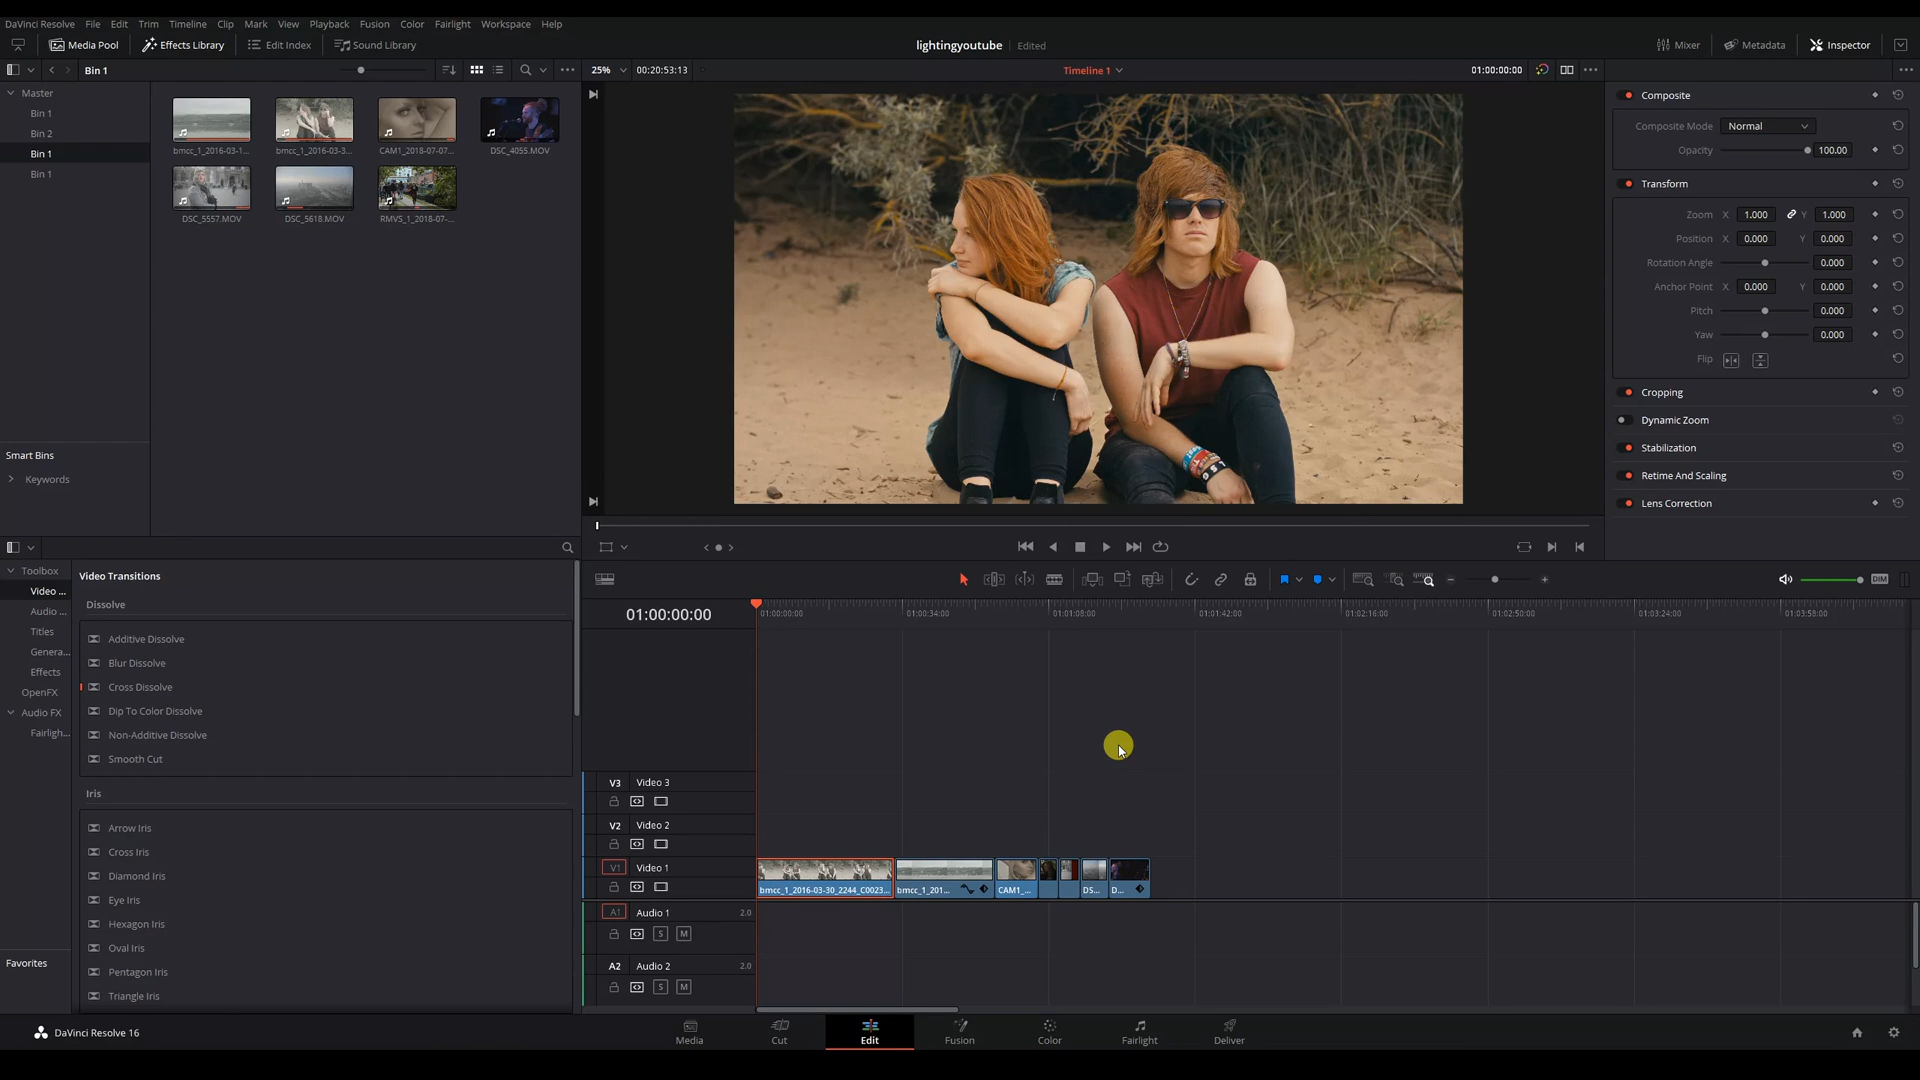 DaVinci Resolve File Edit Trim Timeline Clip Mark View Playback Fusion Color Fairlight Workspace Help
Media Pool Effects Library Edit Index Sound Library lightingyoutube Edited Mixer Metadata Inspector
Bin 1 25% 00:20:53:13 Timeline 1 01:00:00:00
Master
Bin 1
Bin 2
Bin 1
Bin 1
bmcc_1_2016-03-1... bmcc_1_2016-03-3... CAM1_2018-07-07... DSC_4055.MOV
DSC_5557.MOV DSC_5618.MOV RMVS_1_2018-07-...
Smart Bins
Keywords
Composite
Composite Mode Normal
Opacity 100.00
Transform
Zoom X 1.000 Y 1.000
Position X 0.000 Y 0.000
Rotation Angle 0.000
Anchor Point X 0.000 Y 0.000
Pitch 0.000
Yaw 0.000
Flip
Cropping
Dynamic Zoom
Stabilization
Retime And Scaling
Lens Correction
Toolbox
Video ...
Audio ...
Titles
Genera...
Effects
OpenFX
Audio FX
Fairligh...
Favorites
Video Transitions
Dissolve
Additive Dissolve
Blur Dissolve
Cross Dissolve
Dip To Color Dissolve
Non-Additive Dissolve
Smooth Cut
Iris
Arrow Iris
Cross Iris
Diamond Iris
Eye Iris
Hexagon Iris
Oval Iris
Pentagon Iris
Triangle Iris
DIM
01:00:00:00 01:00:00:00 01:00:34:00 01:01:08:00 01:01:42:00 01:02:16:00 01:02:50:00 01:03:24:00 01:03:58:00
V3 Video 3
V2 Video 2
V1 Video 1
bmcc_1_2016-03-30_2244_C0023... bmcc_1_201... CAM1_... DS... D...
A1 Audio 1 2.0
S M
A2 Audio 2 2.0
S M
DaVinci Resolve 16
Media Cut Edit Fusion Color Fairlight Deliver